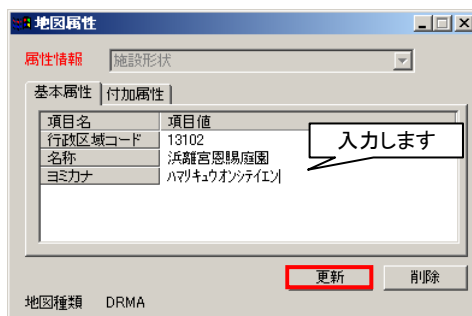 地図属性
属性情報 施設形状
基本属性 付加属性
項目名 項目値
行政区域コード 13102
名称 浜離宮恩賜庭園
ヨミカナ ハマリキュウオンシテイエン
入力します
更新 削除
地図種類 DRMA